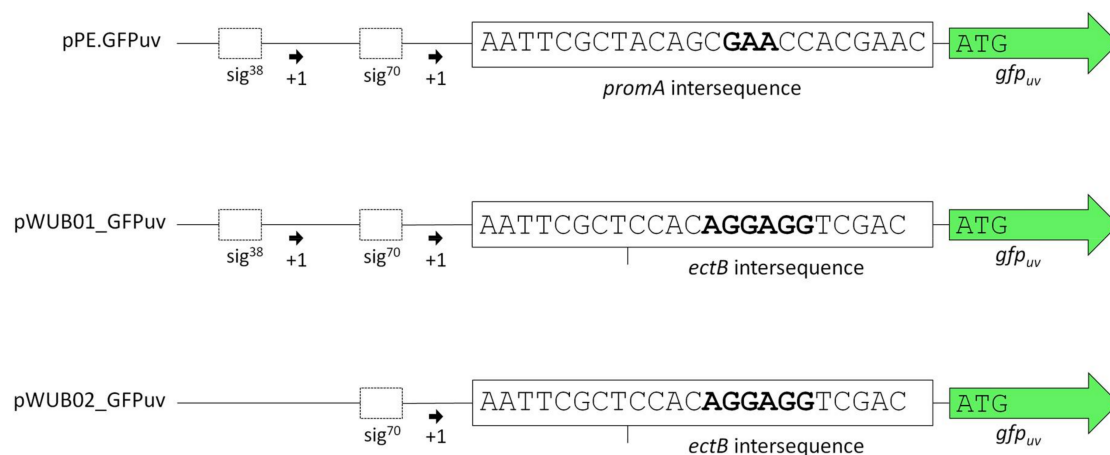 pPE.GFPuv AATTCGCTACAGCGAACCACGAAC ATG
sig³⁸ +1 sig⁷⁰ +1 promA intersequence gfpᵤᵥ
pWUB01_GFPuv AATTCGCTCCACAGGAGGTCGAC ATG
sig³⁸ +1 sig⁷⁰ +1 ectB intersequence gfpᵤᵥ
pWUB02_GFPuv AATTCGCTCCACAGGAGGTCGAC ATG
sig⁷⁰ +1 ectB intersequence gfpᵤᵥ